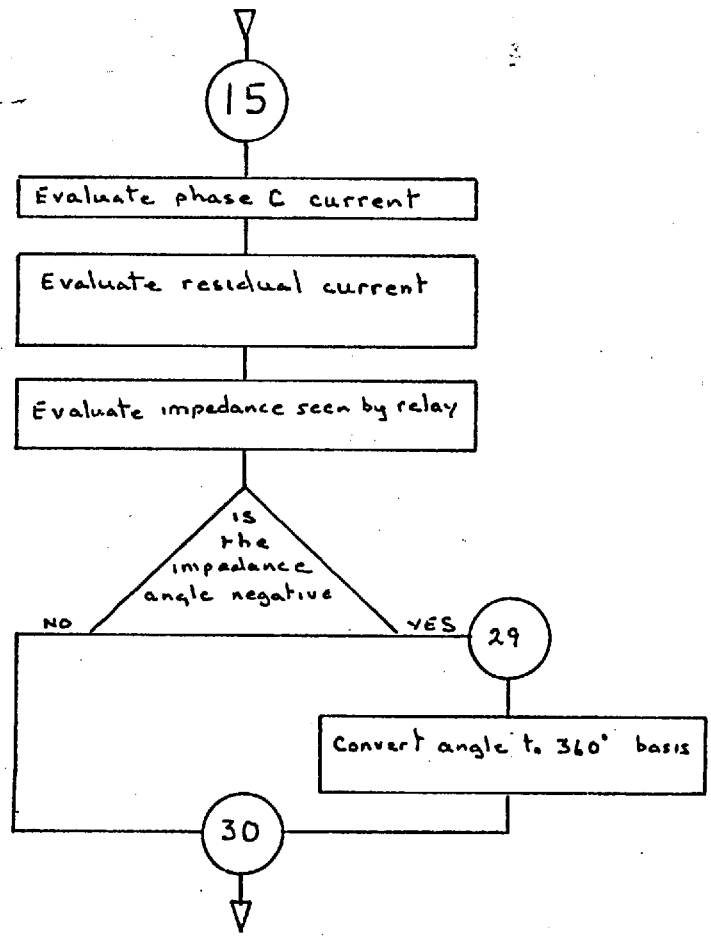 15
Evaluate phase C current
Evaluate residual current
Evaluate impedance seen by relay
is
the
impedance
angle negative
NO
YES
29
Convert angle to 360° basis
30